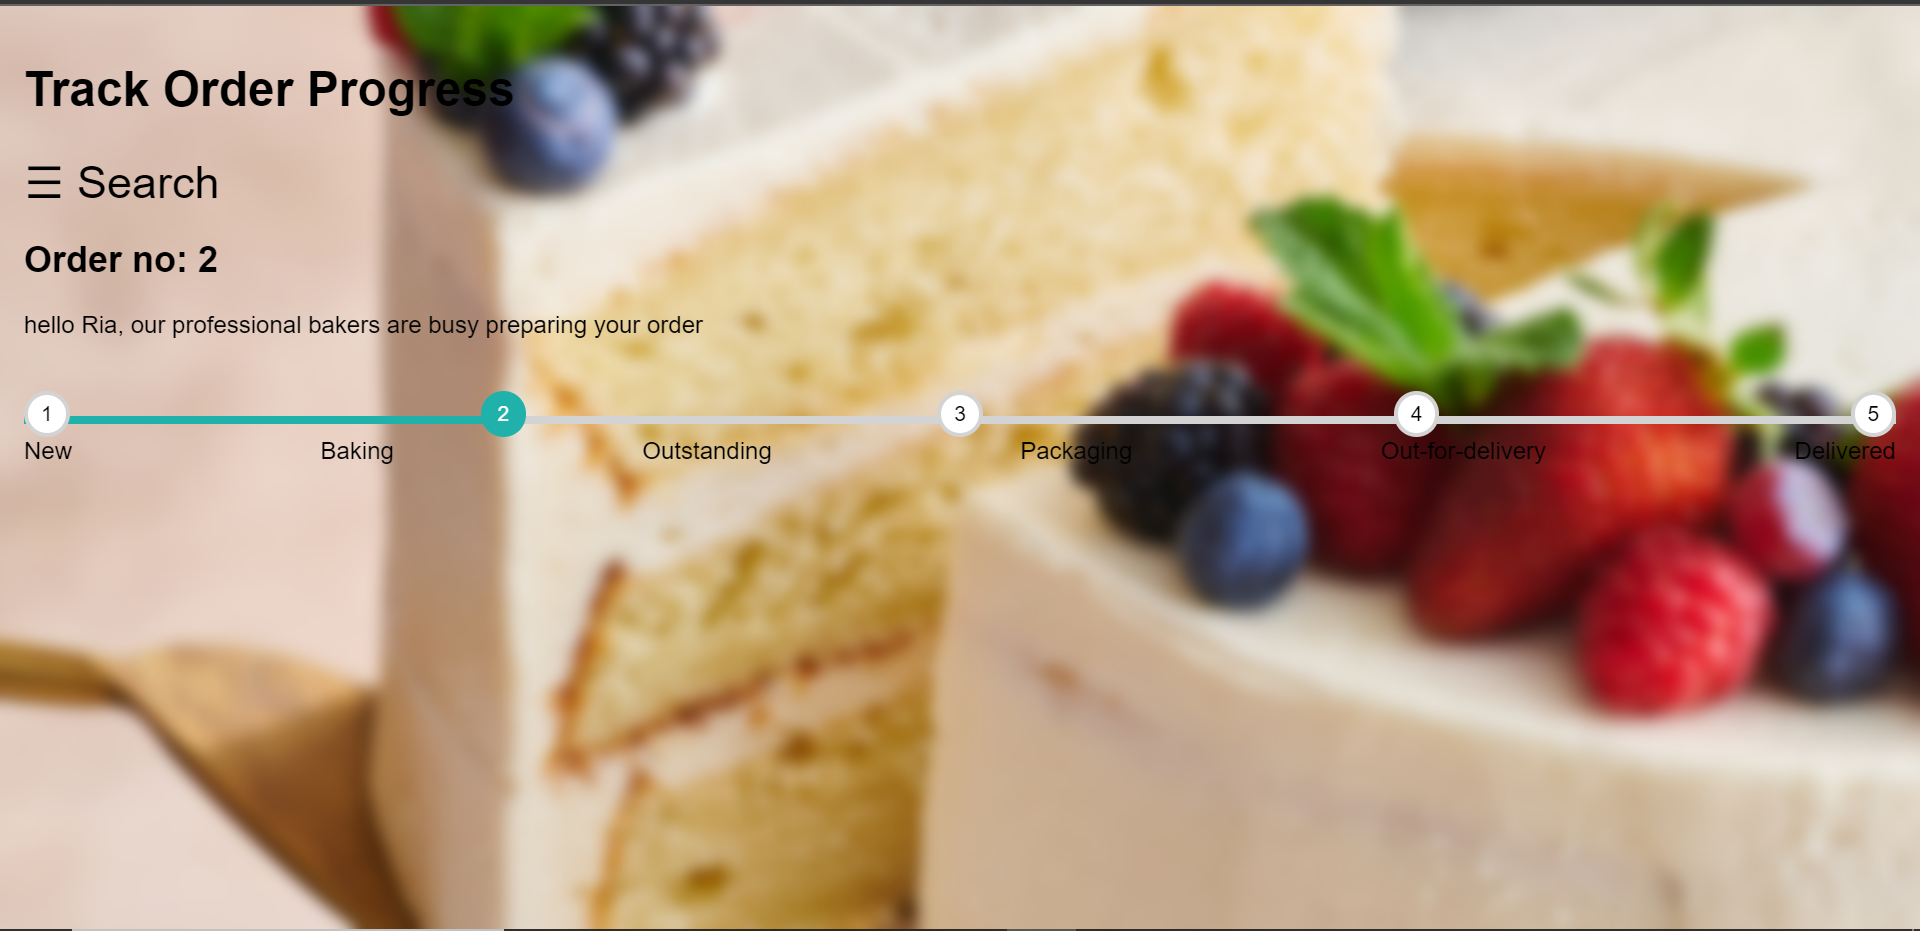 Track Order Progress
☰ Search
Order no: 2
hello Ria, our professional bakers are busy preparing your order
1 2 3 4 5
New Baking Outstanding Packaging Out-for-delivery Delivered